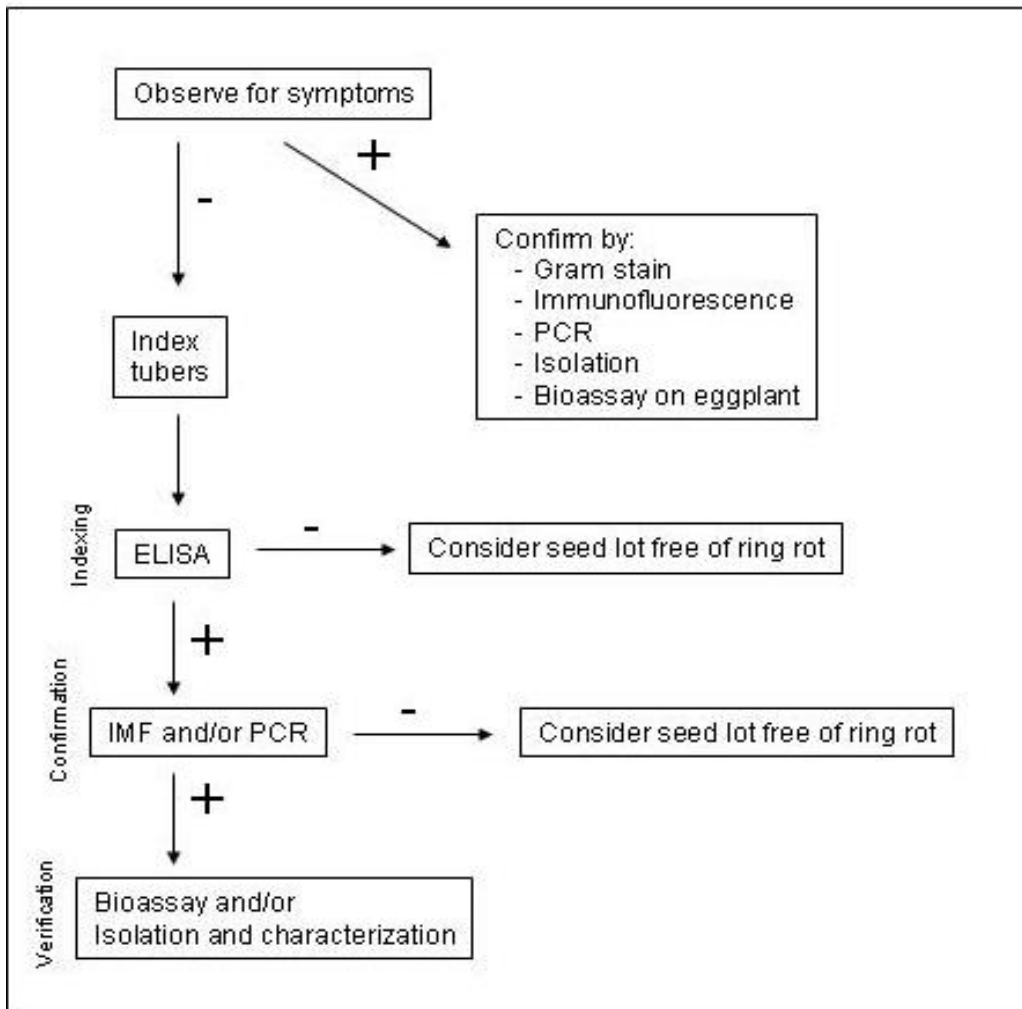 Observe for symptoms
+
-
Confirm by:
- Gram stain
- Immunofluorescence
- PCR
- Isolation
- Bioassay on eggplant
Index
tubers
Indexing
ELISA
-
Consider seed lot free of ring rot
+
Confirmation
IMF and/or PCR
-
Consider seed lot free of ring rot
+
Verification
Bioassay and/or
Isolation and characterization